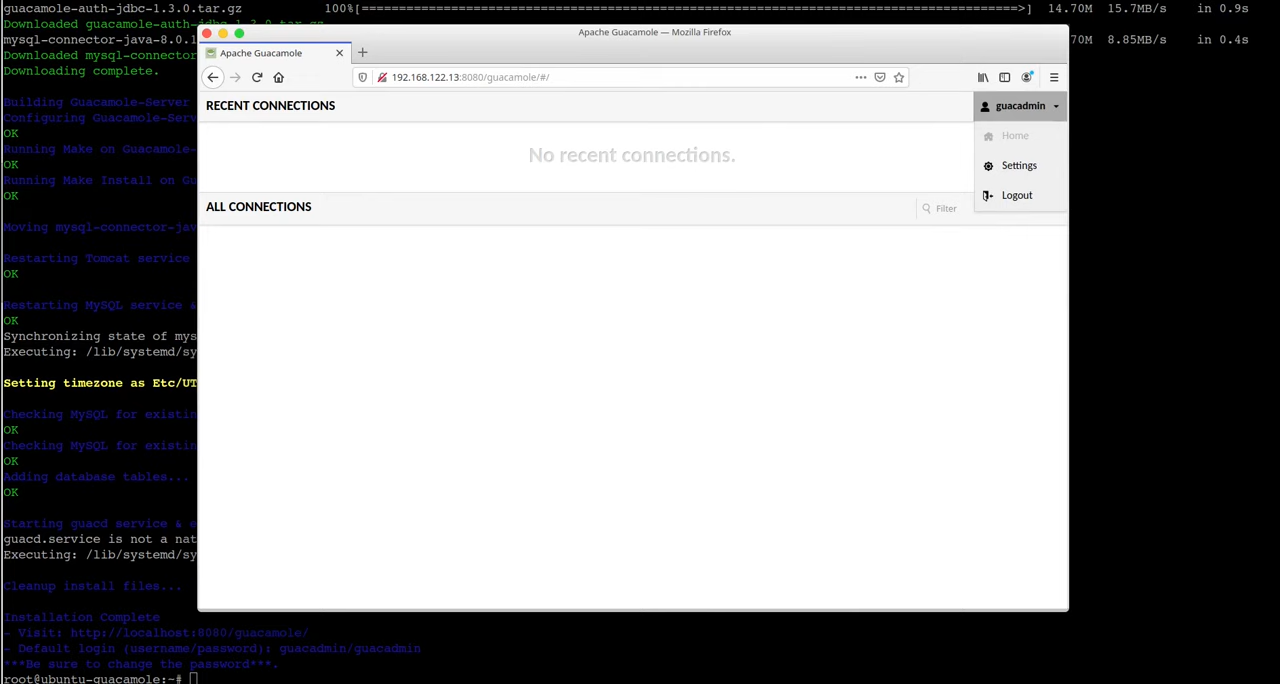 guacamole-auth-jdbc-1.3.0.tar.gz 100%[================================================================================>] 14.70M 15.7MB/s in 0.9s
Downloaded guacamole-auth-jdbc-1.3.0.tar.gz
Apache Guacamole — Mozilla Firefox
mysql-connector-java-8.0.1 70M 8.85MB/s in 0.4s
Downloaded mysql-connector
Apache Guacamole
Downloading complete.
192.168.122.13:8080/guacamole/#/
Building Guacamole-Server
Configuring Guacamole-Serv
OK
Running Make on Guacamole-
OK
Running Make Install on Gu
OK
Moving mysql-connector-jav
Restarting Tomcat service
OK
Restarting MySQL service &
OK
Synchronizing state of mys
Executing: /lib/systemd/sy
Setting timezone as Etc/UT
Checking MySQL for existin
OK
Checking MySQL for existin
OK
Adding database tables...
OK
Starting guacd service & e
guacd.service is not a nat
Executing: /lib/systemd/sy
Cleanup install files...
RECENT CONNECTIONS
guacadmin
No recent connections.
Home
Settings
Logout
ALL CONNECTIONS
Filter
Installation Complete
- Visit: http://localhost:8080/guacamole/
- Default login (username/password): guacadmin/guacadmin
***Be sure to change the password***.
root@ubuntu-guacamole:~#